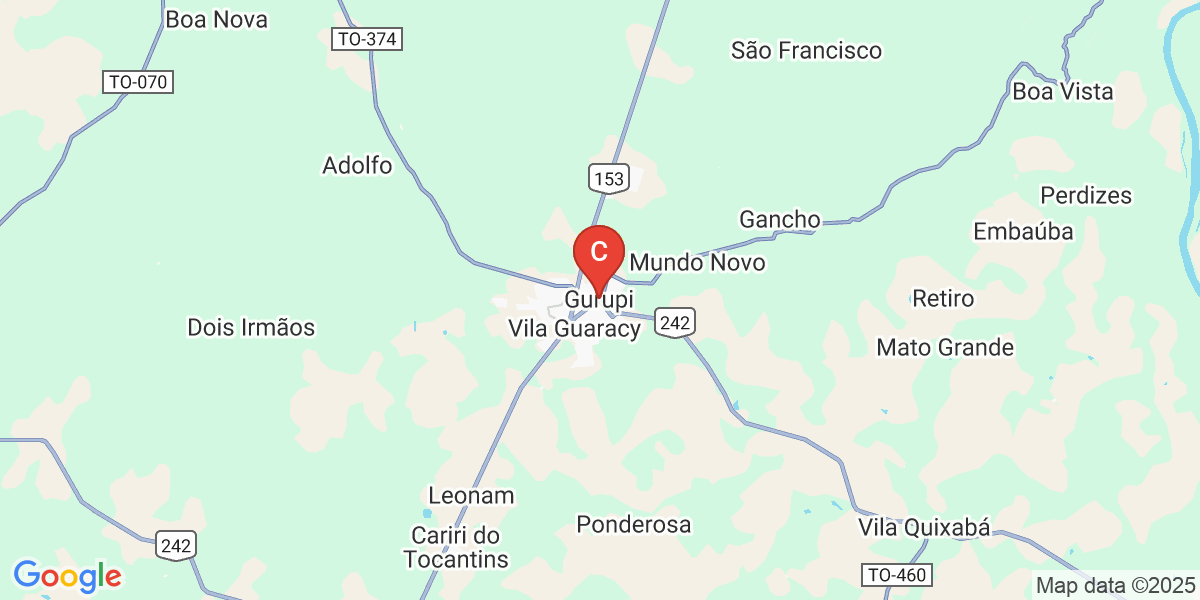 Boa Nova
TO-374
São Francisco
TO-070
Boa Vista
Adolfo
153
Perdizes
Gancho
Embaúba
C
Mundo Novo
Gurupi
Retiro
Dois Irmãos
Vila Guaracy
242
Mato Grande
Leonam
Ponderosa
Vila Quixabá
Cariri do
Tocantins
242
TO-460
Google
Map data ©2025